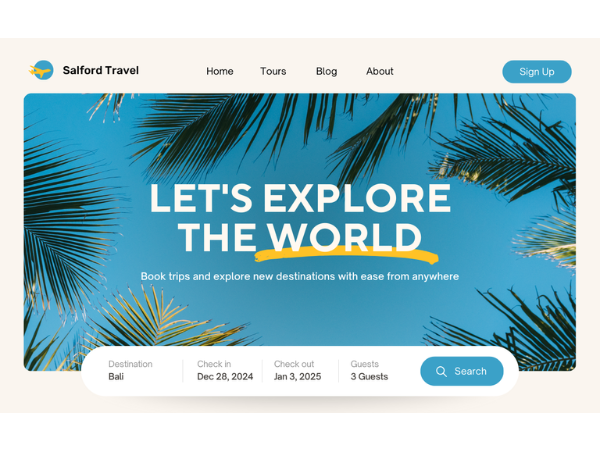 Salford Travel
Home
Tours
Blog
About
Sign Up
LET'S EXPLORE
THE WORLD
Book trips and explore new destinations with ease from anywhere
Destination
Bali
Check in
Dec 28, 2024
Check out
Jan 3, 2025
Guests
3 Guests
Search